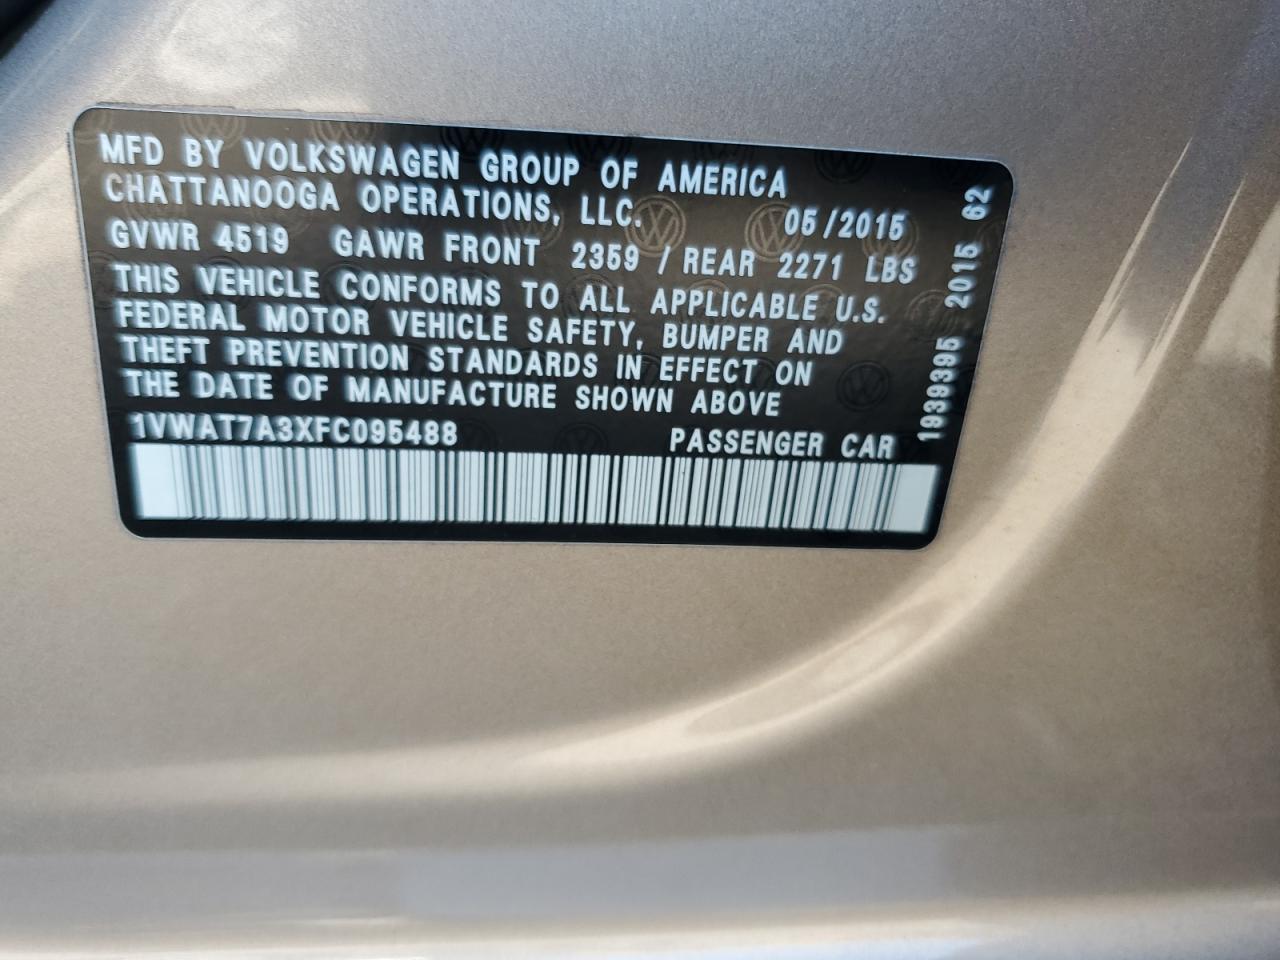 MFD BY VOLKSWAGEN GROUP OF AMERICA
CHATTANOOGA OPERATIONS, LLC. 05/2015
GVWR 4519 GAWR FRONT 2359 / REAR 2271 LBS
THIS VEHICLE CONFORMS TO ALL APPLICABLE U.S.
FEDERAL MOTOR VEHICLE SAFETY, BUMPER AND
THEFT PREVENTION STANDARDS IN EFFECT ON
THE DATE OF MANUFACTURE SHOWN ABOVE
1VWAT7A3XFC095488 PASSENGER CAR
1939395 2015 62